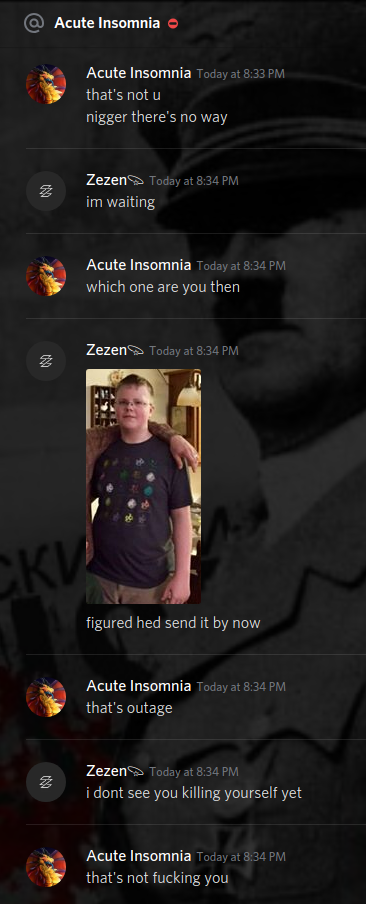 Acute Insomnia
Acute Insomnia Today at 8:33 PM
that's not u
nigger there's no way
Zezen Today at 8:34 PM
im waiting
Acute Insomnia Today at 8:34 PM
which one are you then
Zezen Today at 8:34 PM
figured hed send it by now
Acute Insomnia Today at 8:34 PM
that's outage
Zezen Today at 8:34 PM
i dont see you killing yourself yet
Acute Insomnia Today at 8:34 PM
that's not fucking you